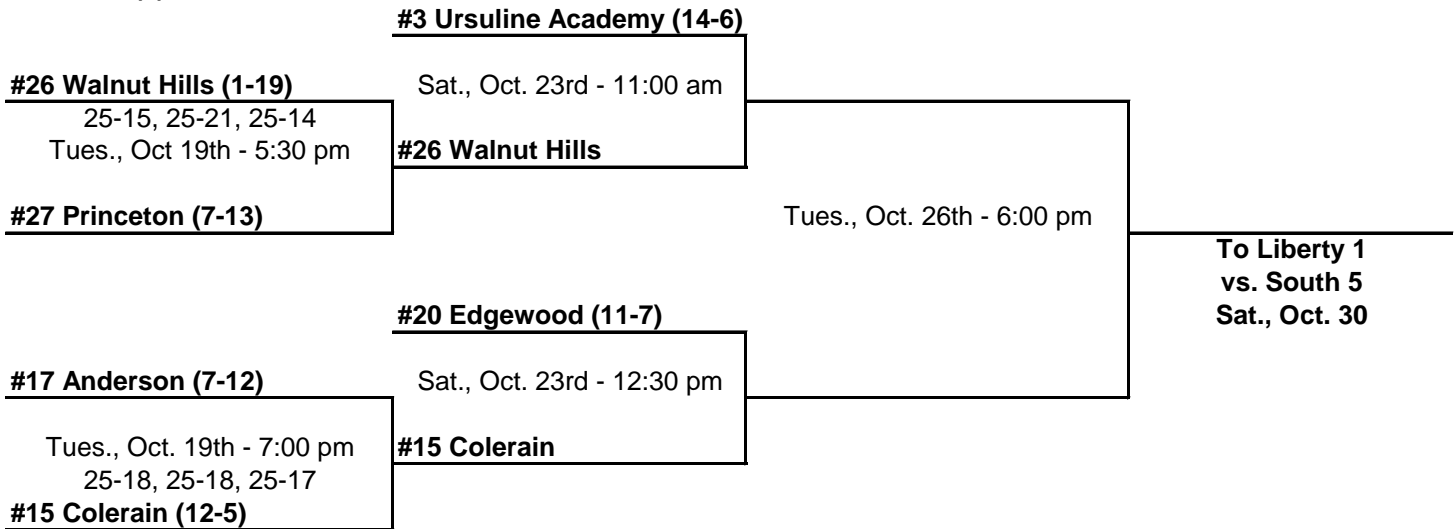 #3 Ursuline Academy (14-6)
#26 Walnut Hills (1-19)
Sat., Oct. 23rd - 11:00 am
25-15, 25-21, 25-14
Tues., Oct 19th - 5:30 pm
#26 Walnut Hills
#27 Princeton (7-13)
Tues., Oct. 26th - 6:00 pm
To Liberty 1
vs. South 5
Sat., Oct. 30
#20 Edgewood (11-7)
#17 Anderson (7-12)
Sat., Oct. 23rd - 12:30 pm
Tues., Oct. 19th - 7:00 pm
#15 Colerain
25-18, 25-18, 25-17
#15 Colerain (12-5)